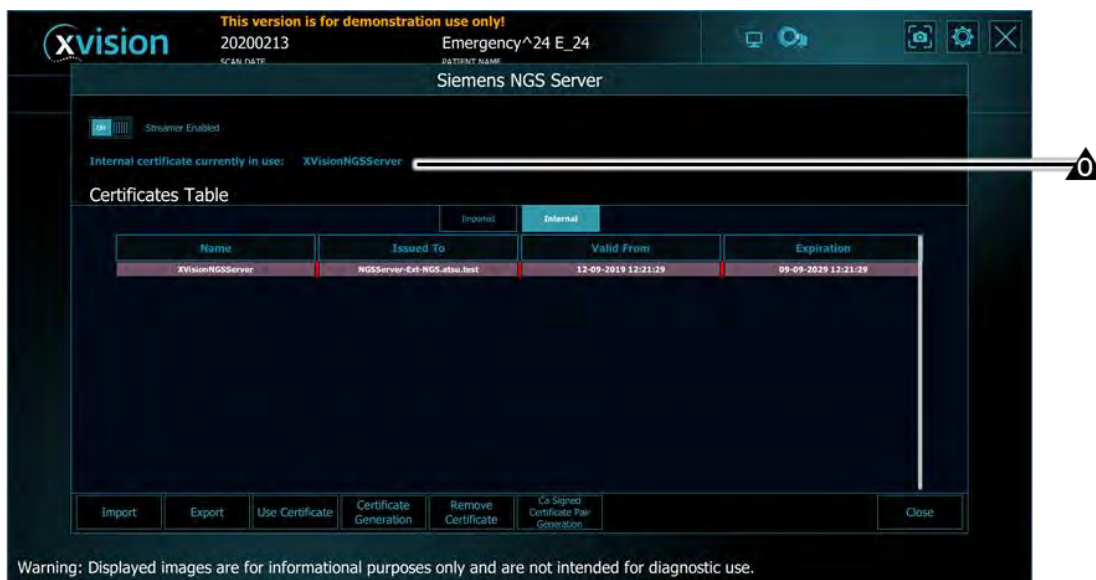 This version is for demonstration use only!
xvision
20200213
Emergency^24 E_24
SCAN DATE
PATIENT NAME
Siemens NGS Server
ON
Streamer Enabled
Internal certificate currently in use: XVisionNGSServer
0
Certificates Table
Imported
Internal
Name Issued To Valid From Expiration
XVisionNGSServer NGSServer-Ext-NGS.atsu.test 12-09-2019 12:21:29 09-09-2029 12:21:29
Import
Export
Use Certificate
Certificate
Generation
Remove
Certificate
Ca Signed
Certificate Pair
Generation
Close
Warning: Displayed images are for informational purposes only and are not intended for diagnostic use.